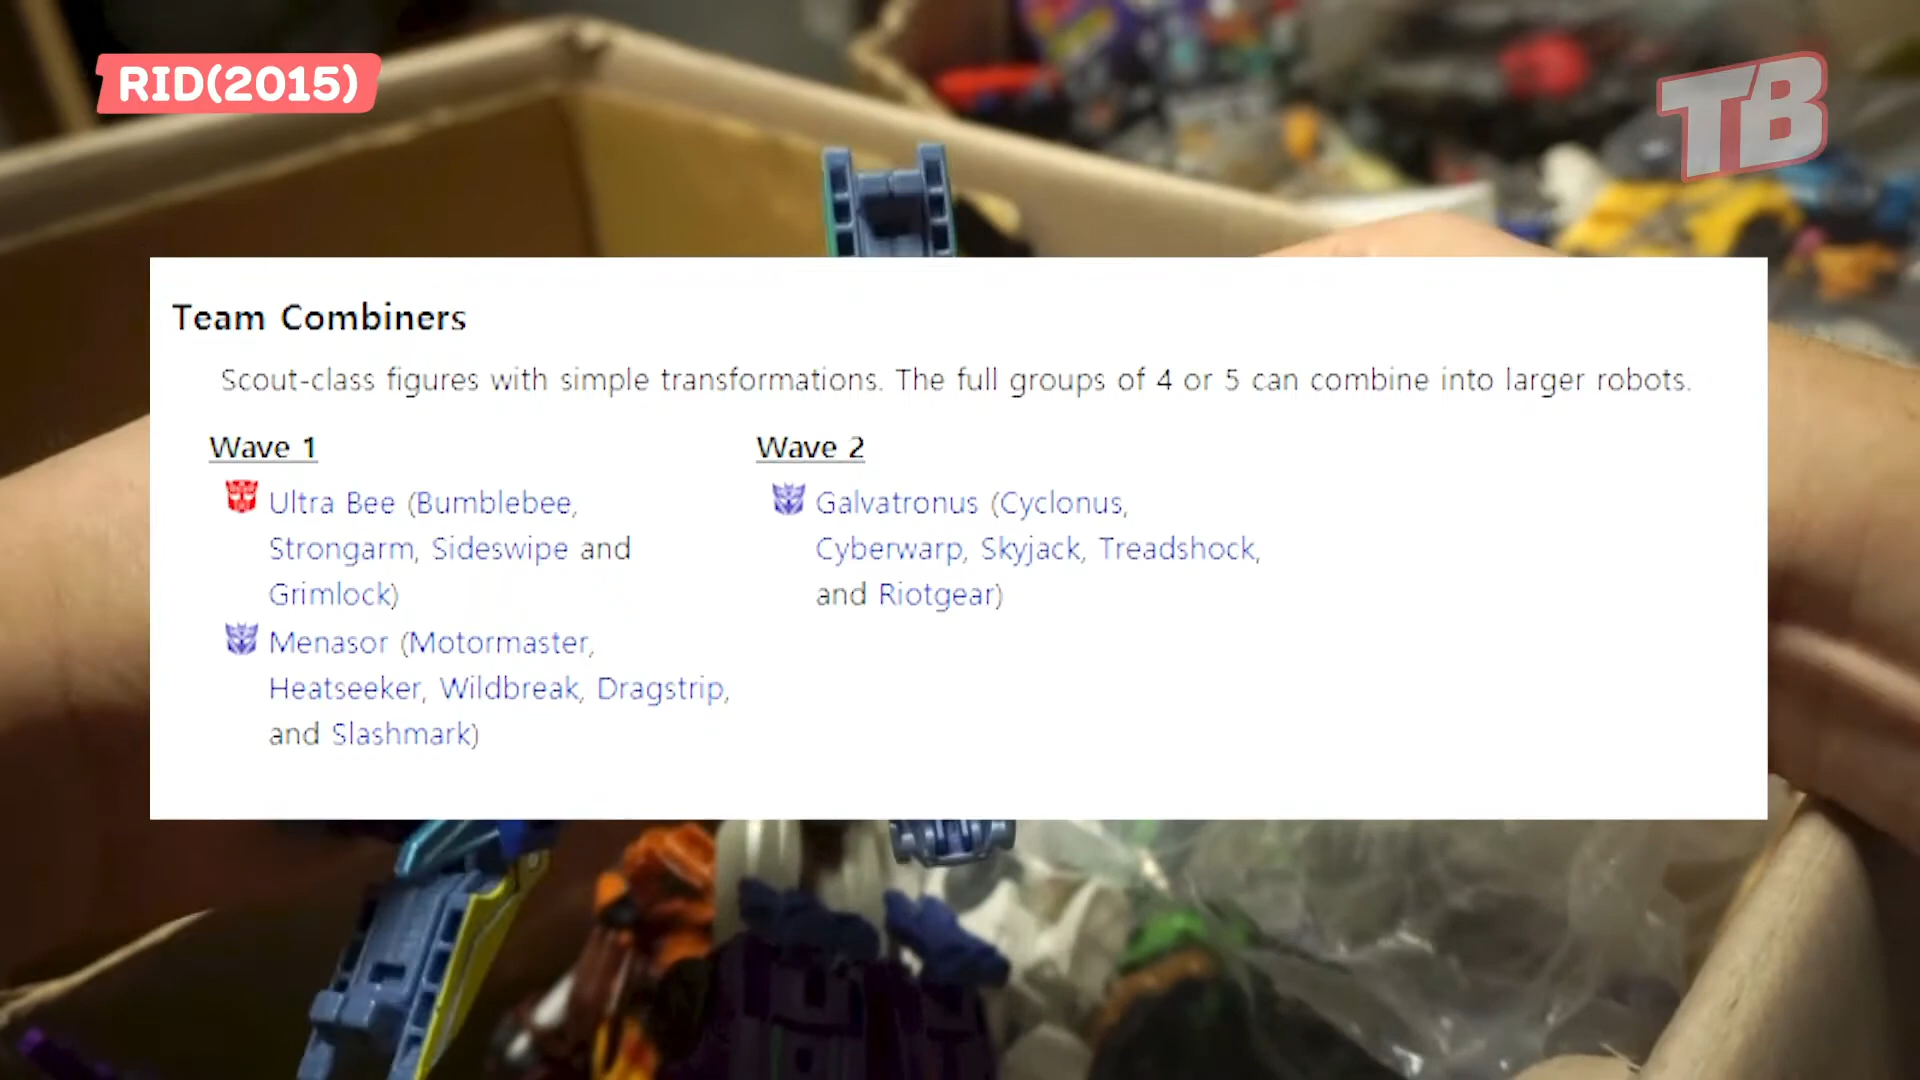 RID(2015)
TB
Team Combiners
Scout-class figures with simple transformations. The full groups of 4 or 5 can combine into larger robots.
Wave 1
Ultra Bee (Bumblebee,
Strongarm, Sideswipe and
Grimlock)
Menasor (Motormaster,
Heatseeker, Wildbreak, Dragstrip,
and Slashmark)
Wave 2
Galvatronus (Cyclonus,
Cyberwarp, Skyjack, Treadshock,
and Riotgear)